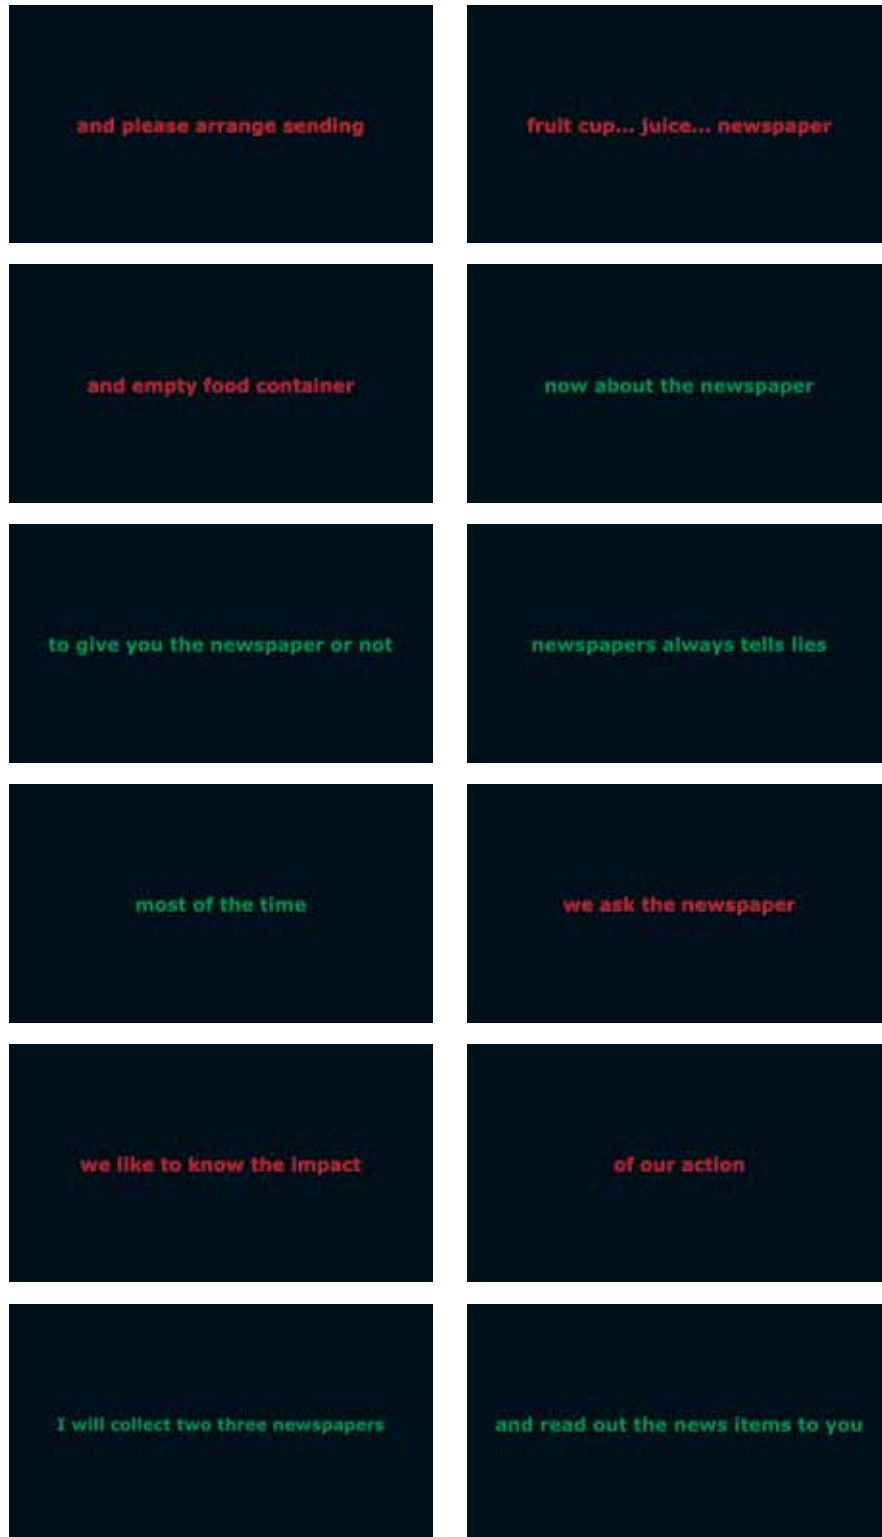 and please arrange sending
fruit cup... juice... newspaper
and empty food container
now about the newspaper
to give you the newspaper or not
newspapers always tells lies
most of the time
we ask the newspaper
we like to know the impact
of our action
I will collect two three newspapers
and read out the news items to you